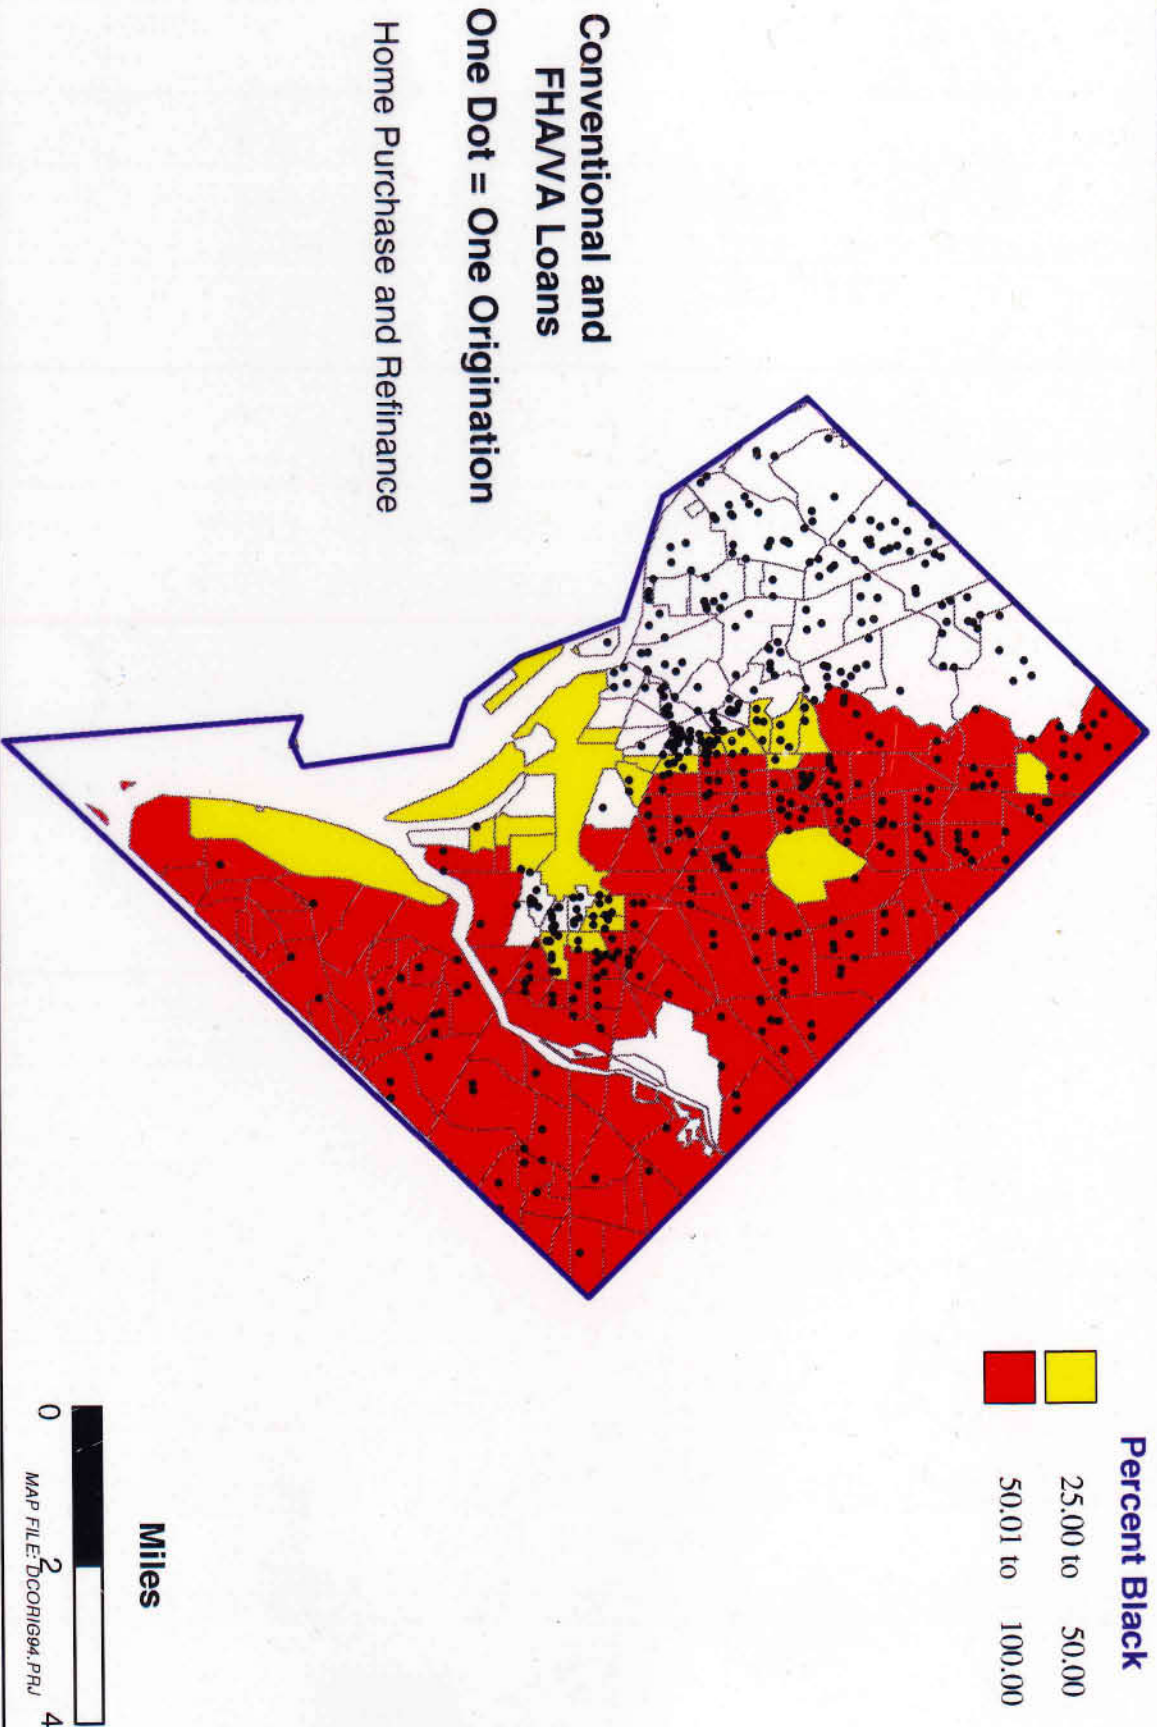 Conventional and
FHA/VA Loans
One Dot = One Origination
Home Purchase and Refinance
Percent Black
25.00 to 50.00
50.01 to 100.00
Miles
0 2 4
MAP FILE: DCORIG94.PRJ